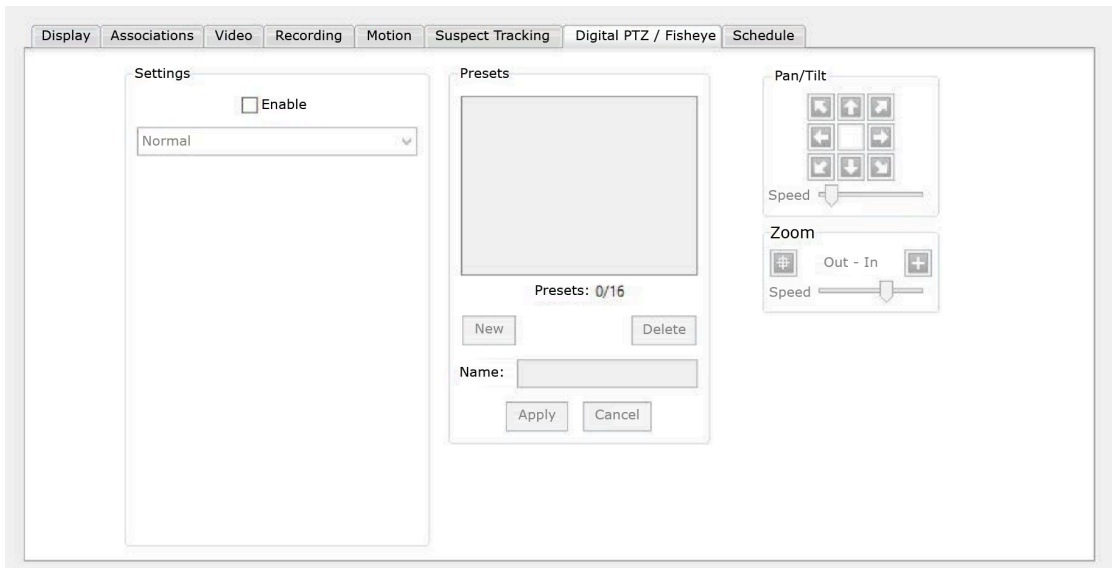 Display Associations Video Recording Motion Suspect Tracking Digital PTZ / Fisheye Schedule
Settings
Enable
Normal
Presets
Presets: 0/16
New Delete
Name:
Apply Cancel
Pan/Tilt
Speed
Zoom
Out - In
Speed